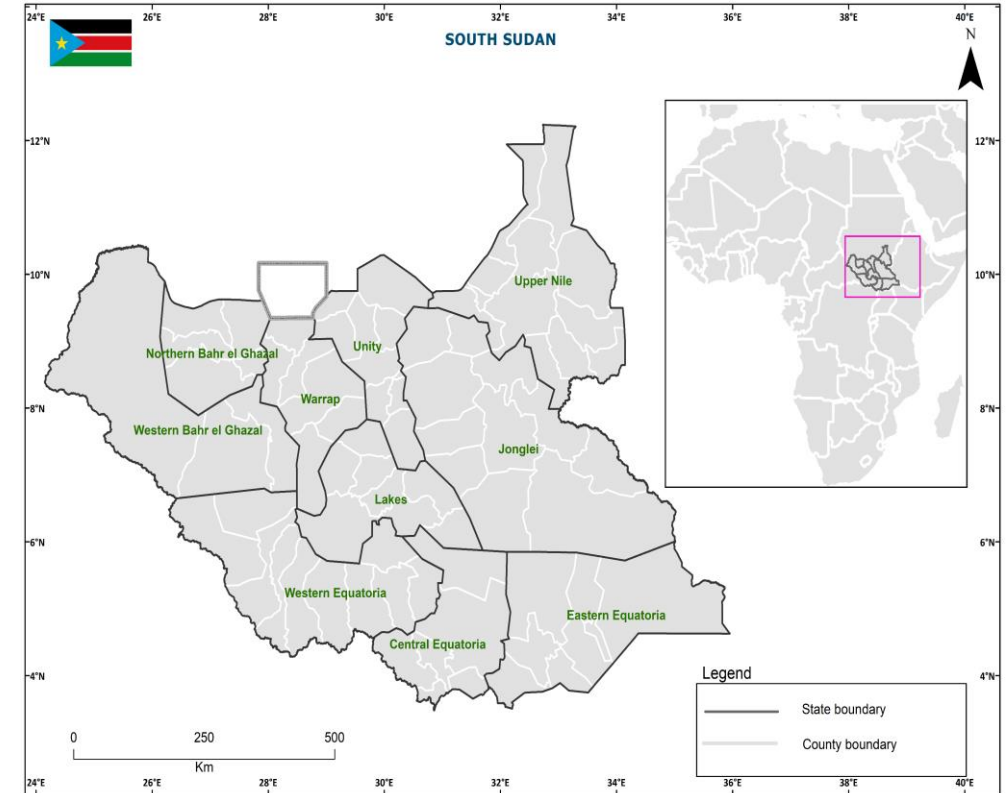 24°E 26°E 28°E 30°E 32°E 34°E 36°E 38°E 40°E
SOUTH SUDAN
N
12°N 12°N
10°N 10°N
Upper Nile
Unity
Northern Bahr el Ghazal
Warrap
8°N 8°N
Western Bahr el Ghazal
Jonglei
Lakes
6°N 6°N
Western Equatoria
Eastern Equatoria
Central Equatoria
4°N 4°N
Legend
State boundary
County boundary
0 250 500
Km
24°E 26°E 28°E 30°E 32°E 34°E 36°E 38°E 40°E